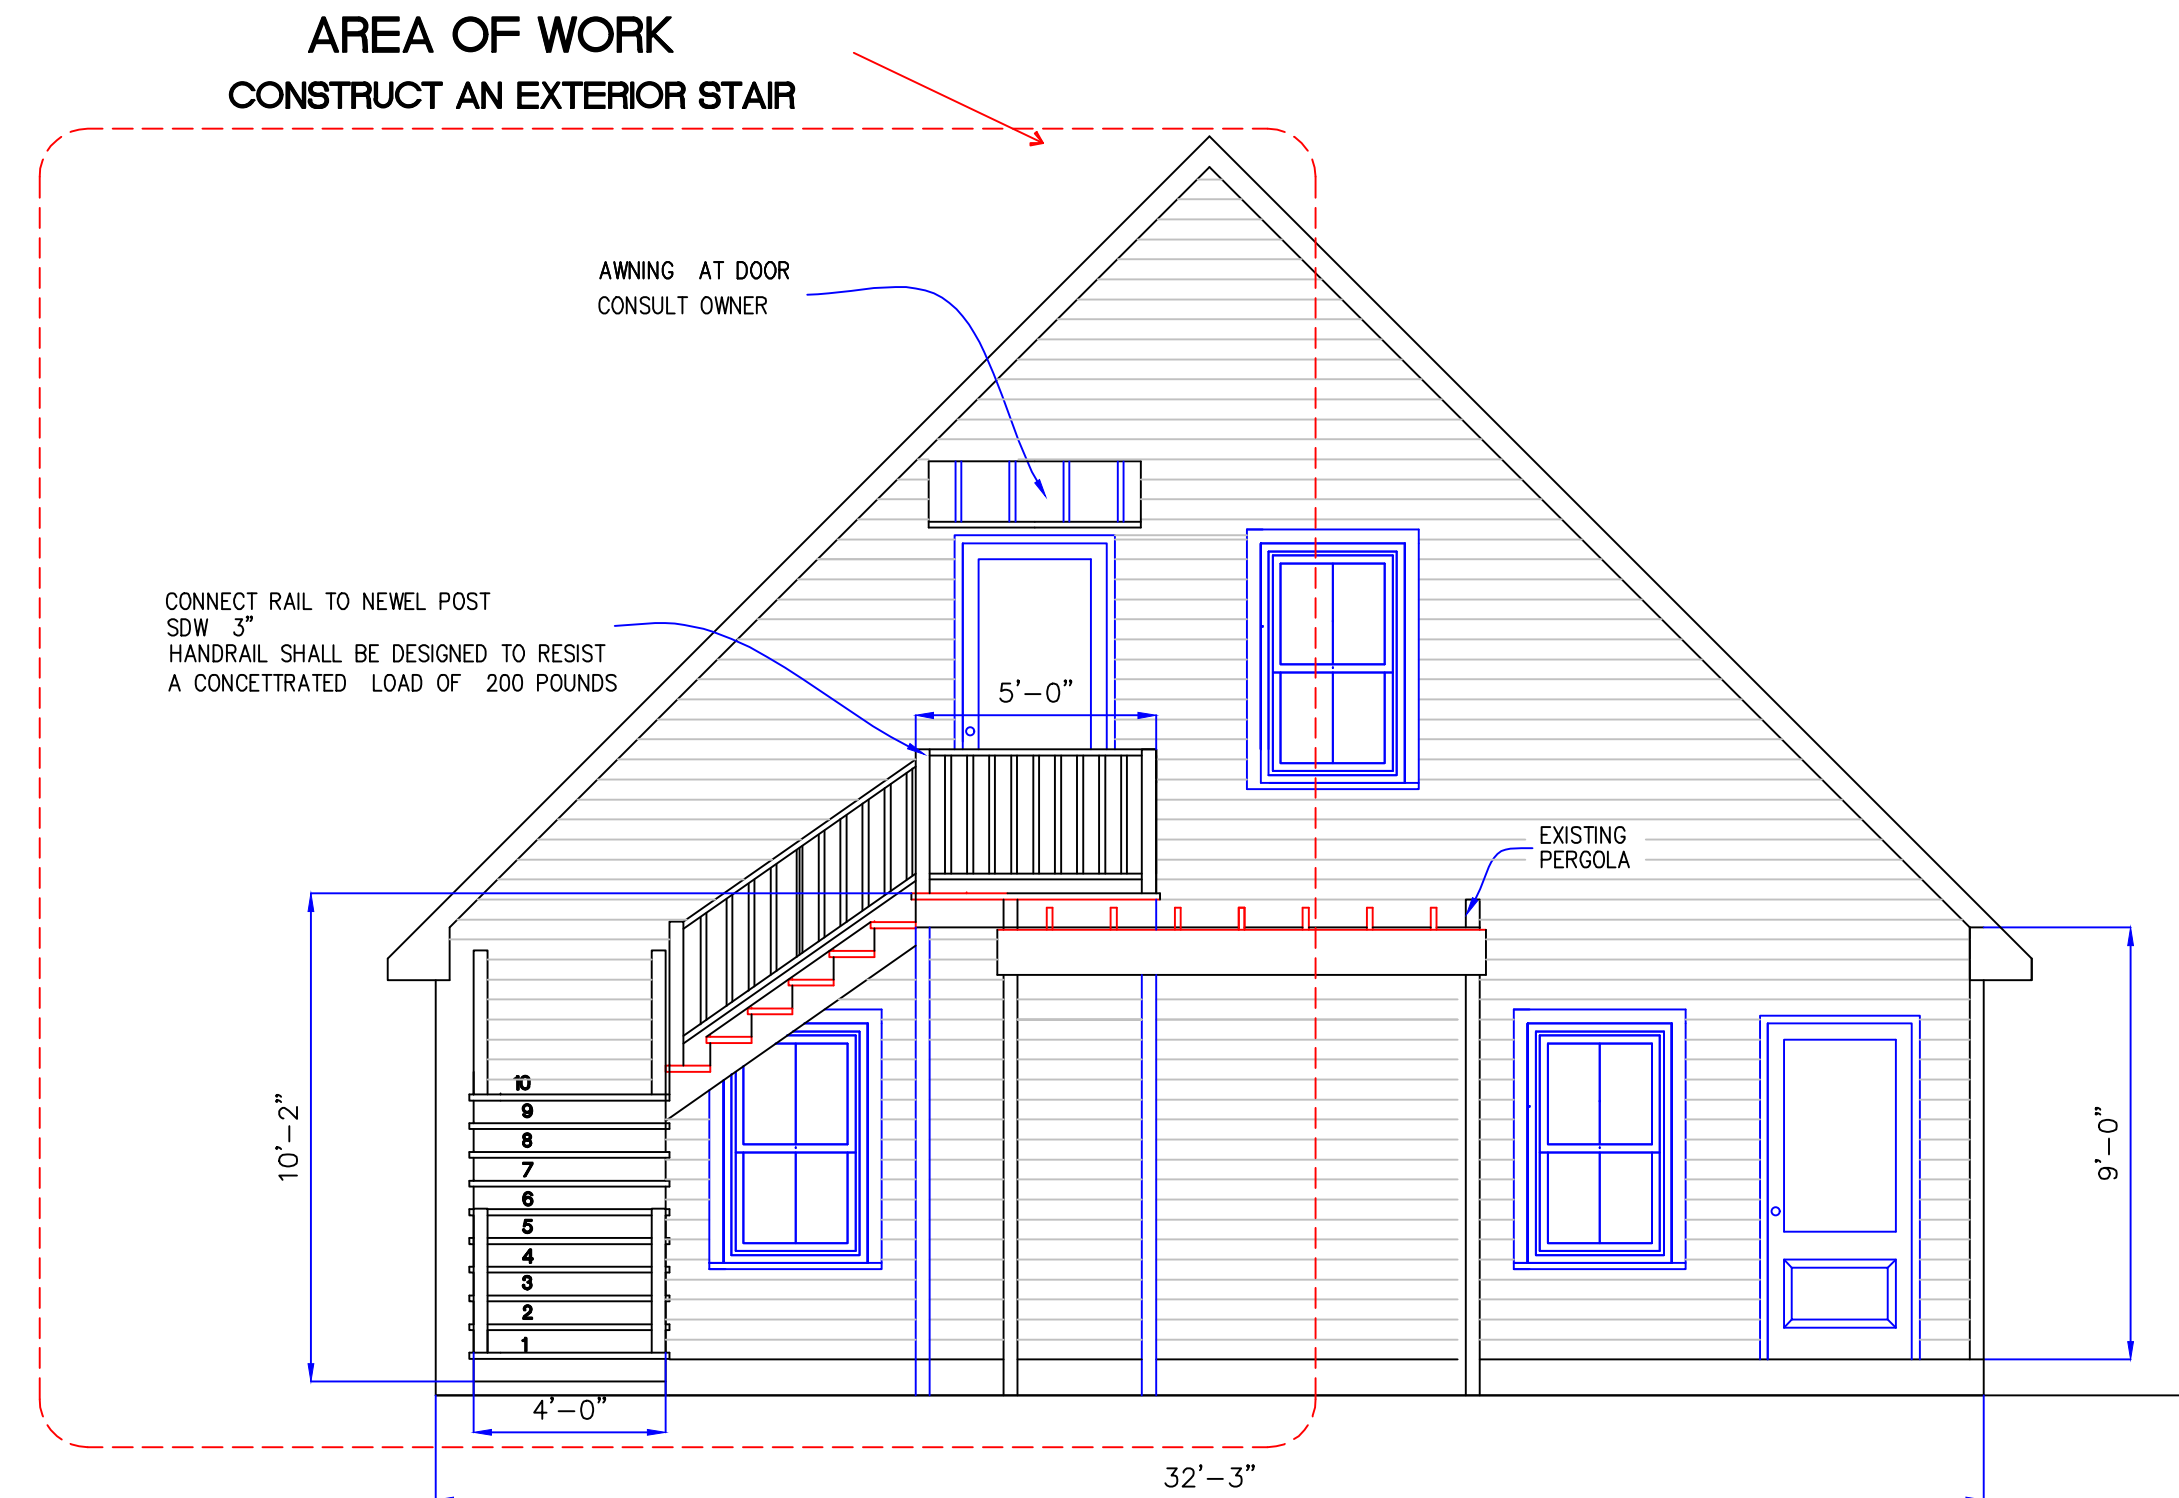 AREA OF WORK
CONSTRUCT AN EXTERIOR STAIR
AWNING AT DOOR
CONSULT OWNER
CONNECT RAIL TO NEWEL POST
SDW 3"
HANDRAIL SHALL BE DESIGNED TO RESIST
A CONCETTRATED LOAD OF 200 POUNDS
5'-0"
EXISTING
PERGOLA
10'-2"
9'-0"
10
9
8
7
6
5
4
3
2
1
4'-0"
32'-3"